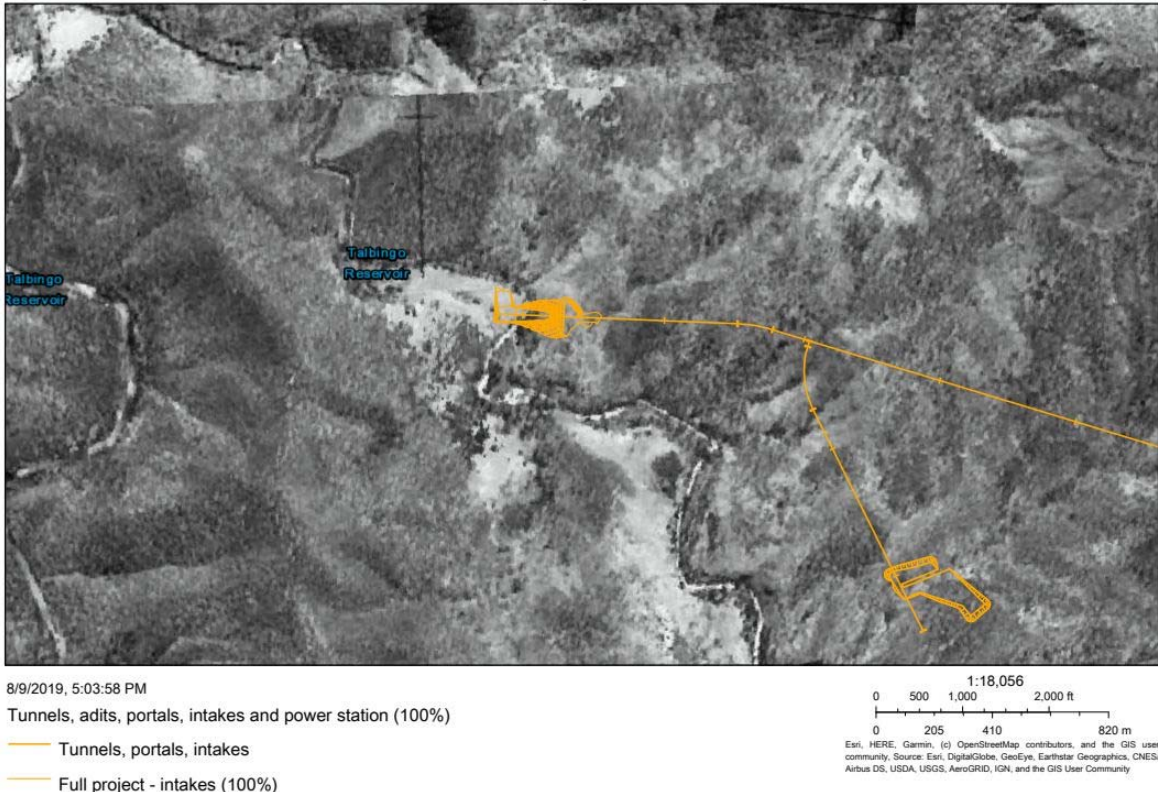 Talbingo
Reservoir
Talbingo
Reservoir
8/9/2019, 5:03:58 PM
Tunnels, adits, portals, intakes and power station (100%)
Tunnels, portals, intakes
Full project - intakes (100%)
1:18,056
0 500 1,000 2,000 ft
0 205 410 820 m
Esri, HERE, Garmin, (c) OpenStreetMap contributors, and the GIS user
community, Source: Esri, DigitalGlobe, GeoEye, Earthstar Geographics, CNES/
Airbus DS, USDA, USGS, AeroGRID, IGN, and the GIS User Community